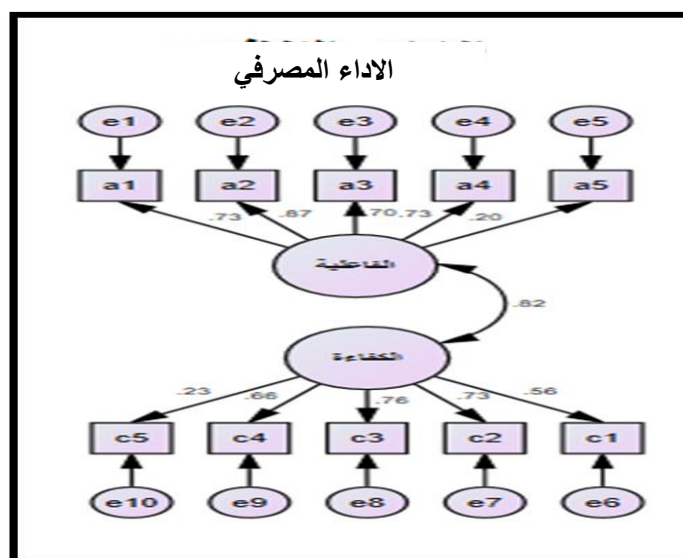 الاداء المصرفي
e1 e2 e3 e4 e5
a1 a2 a3 a4 a5
.73 .87 .70 .73 .20
الفاعلية
.82
الكفاءة
.23 .66 .76 .73 .56
c5 c4 c3 c2 c1
e10 e9 e8 e7 e6